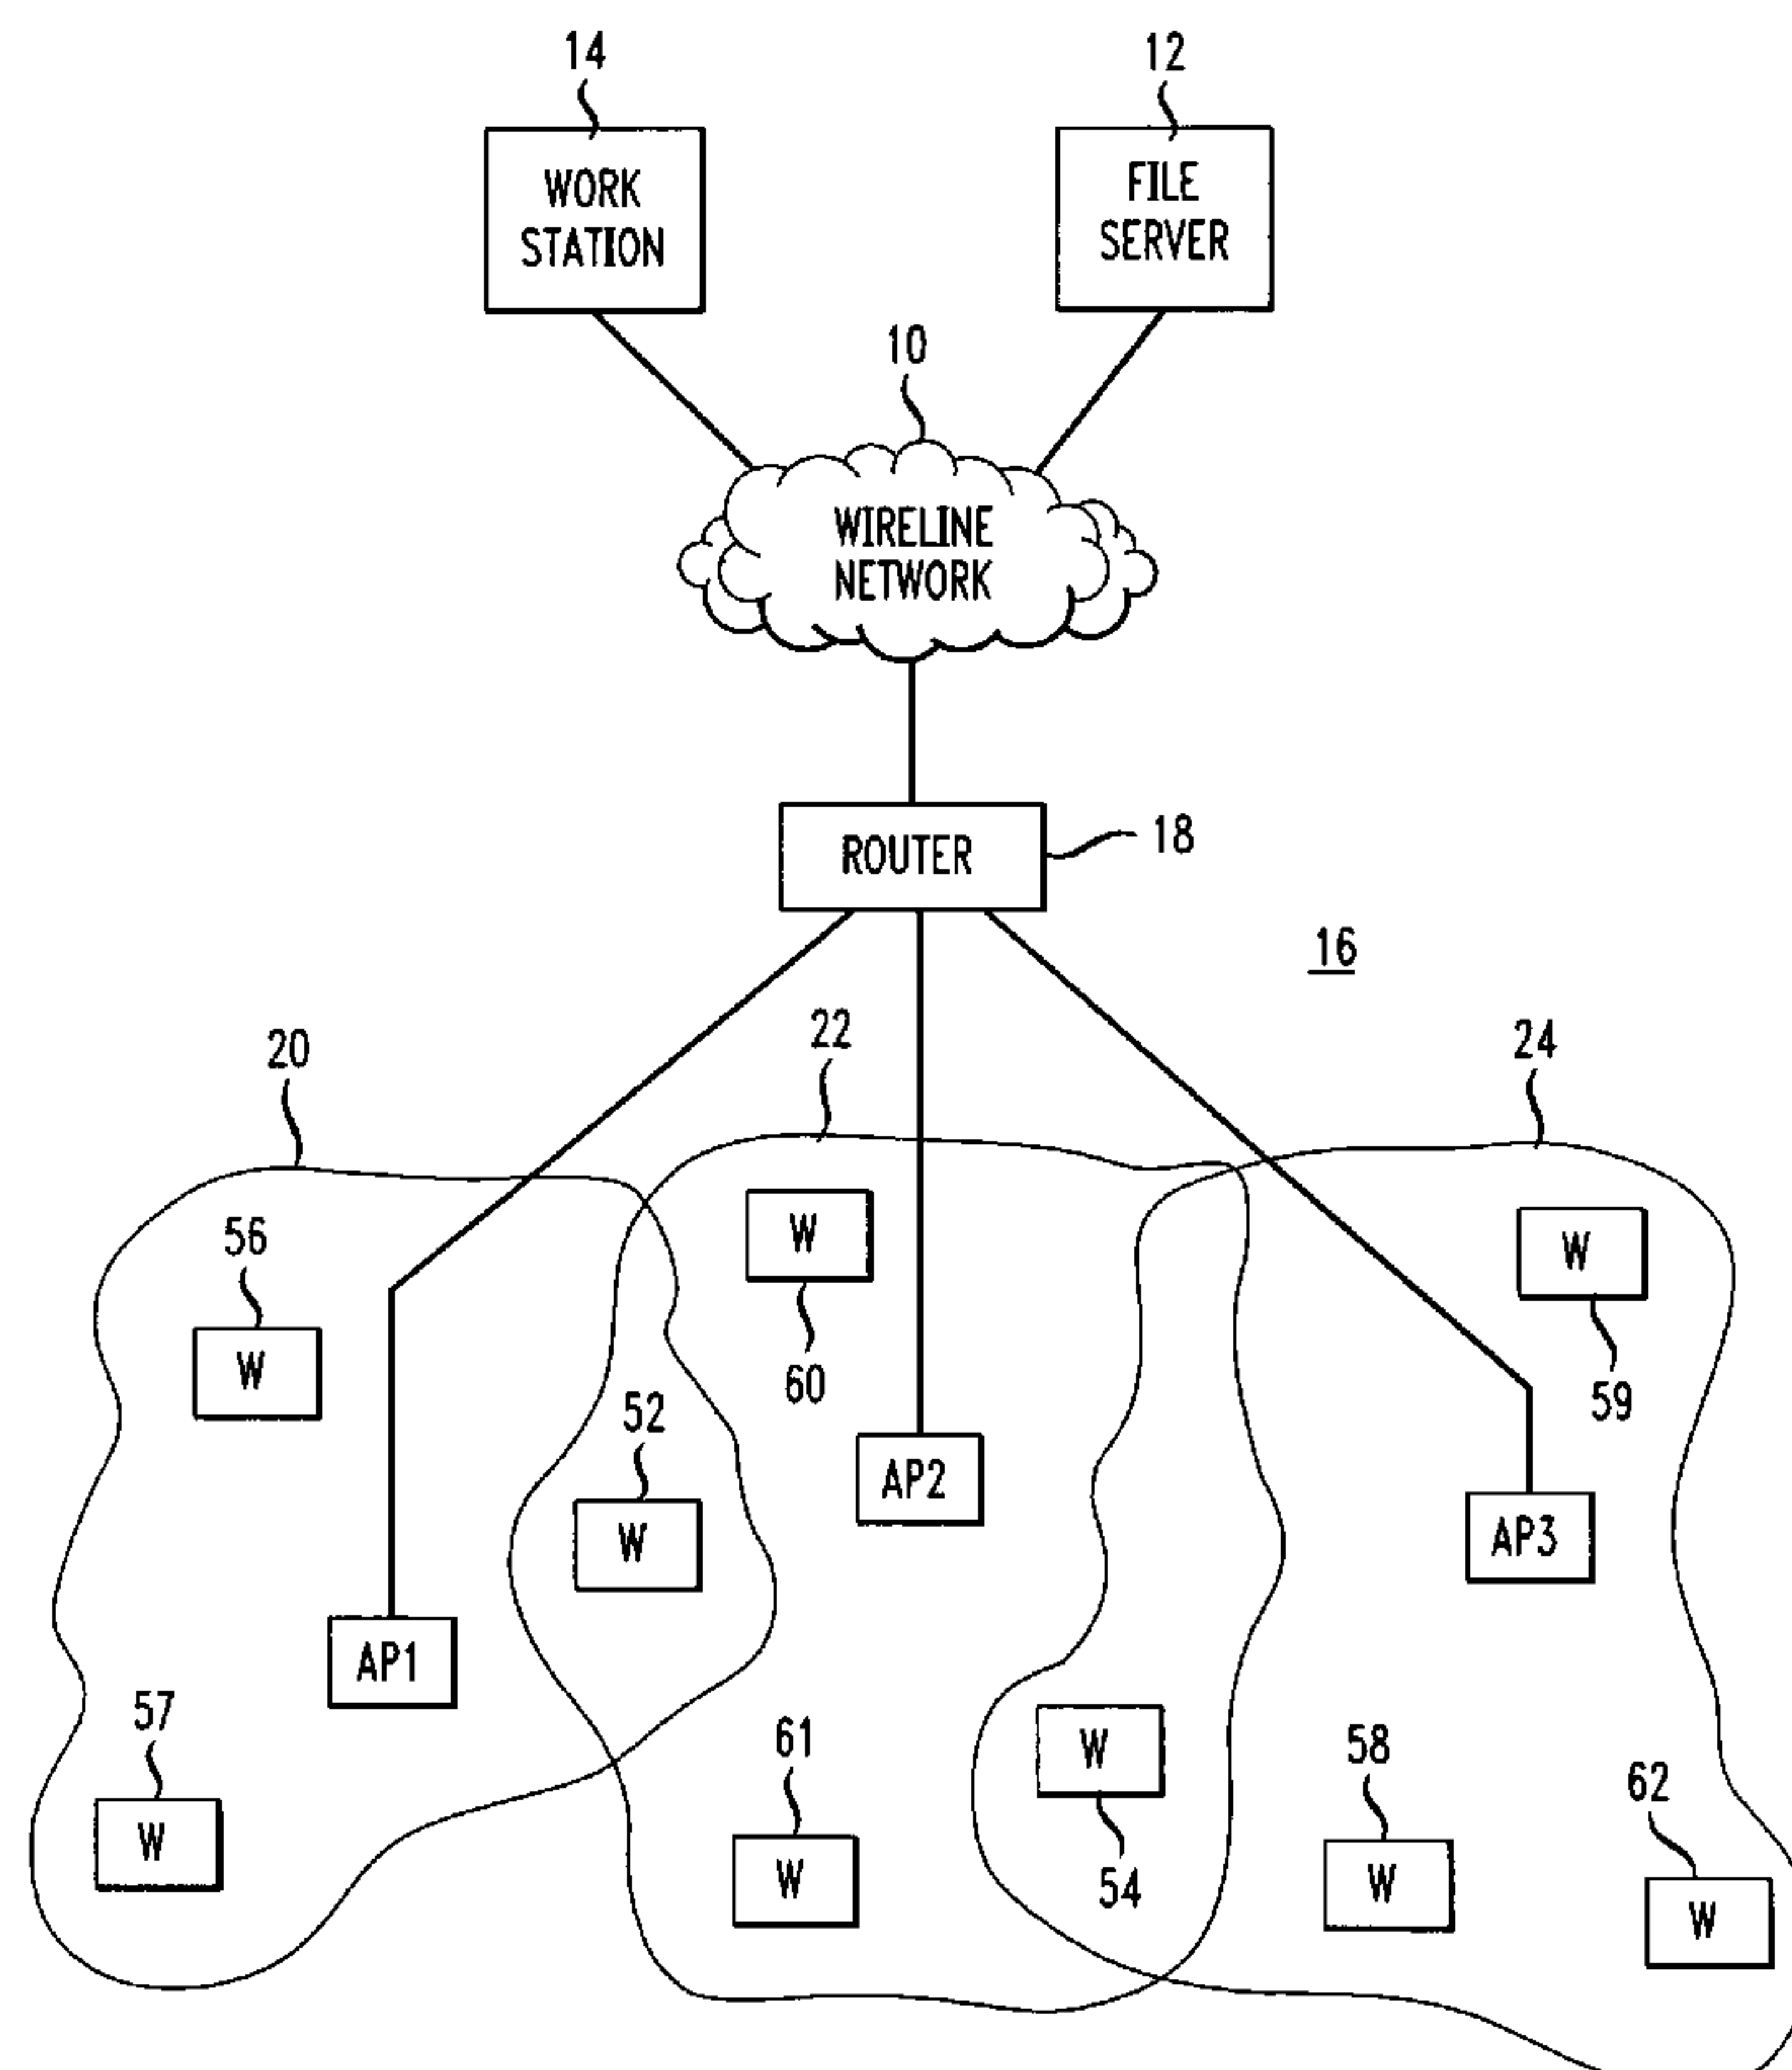 14
12
WORK
STATION
FILE
SERVER
10
WIRELINE
NETWORK
ROUTER
18
16
20
22
24
56
W
W
60
W
59
52
W
AP2
AP3
AP1
57
W
61
W
W
54
58
W
62
W